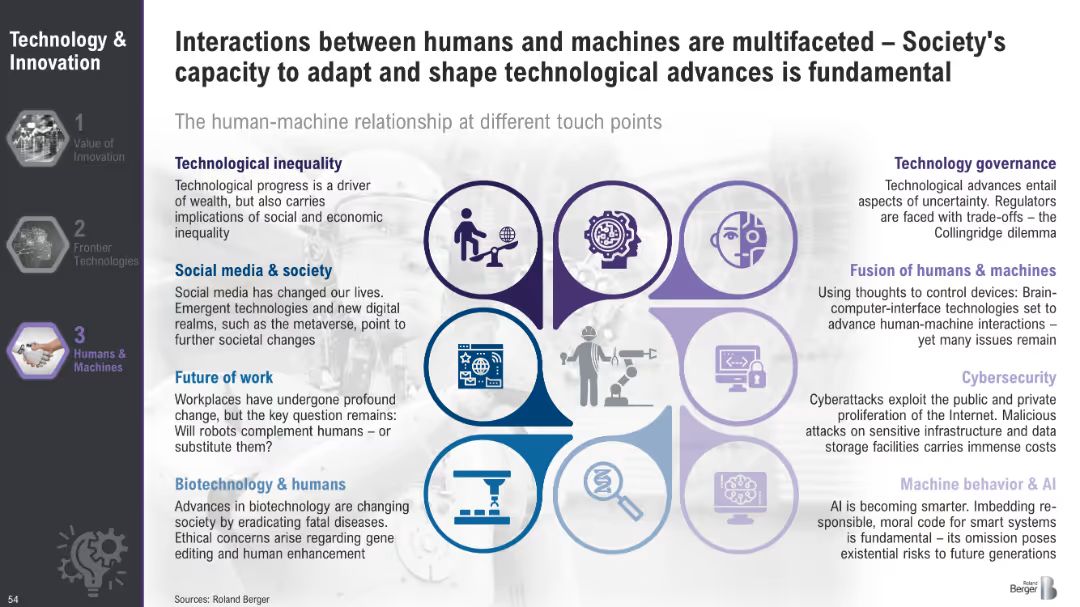 Technology &
Innovation
1
Value of
Innovation
2
Frontier
Technologies
3
Humans &
Machines
54
Interactions between humans and machines are multifaceted – Society's
capacity to adapt and shape technological advances is fundamental
The human-machine relationship at different touch points
Technological inequality
Technological progress is a driver
of wealth, but also carries
implications of social and economic
inequality
Social media & society
Social media has changed our lives.
Emergent technologies and new digital
realms, such as the metaverse, point to
further societal changes
Future of work
Workplaces have undergone profound
change, but the key question remains:
Will robots complement humans – or
substitute them?
Biotechnology & humans
Advances in biotechnology are changing
society by eradicating fatal diseases.
Ethical concerns arise regarding gene
editing and human enhancement
Technology governance
Technological advances entail
aspects of uncertainty. Regulators
are faced with trade-offs – the
Collingridge dilemma
Fusion of humans & machines
Using thoughts to control devices: Brain-
computer-interface technologies set to
advance human-machine interactions –
yet many issues remain
Cybersecurity
Cyberattacks exploit the public and private
proliferation of the Internet. Malicious
attacks on sensitive infrastructure and data
storage facilities carries immense costs
Machine behavior & AI
AI is becoming smarter. Imbedding re-
sponsible, moral code for smart systems
is fundamental – its omission poses
existential risks to future generations
Sources: Roland Berger
Roland
Berger